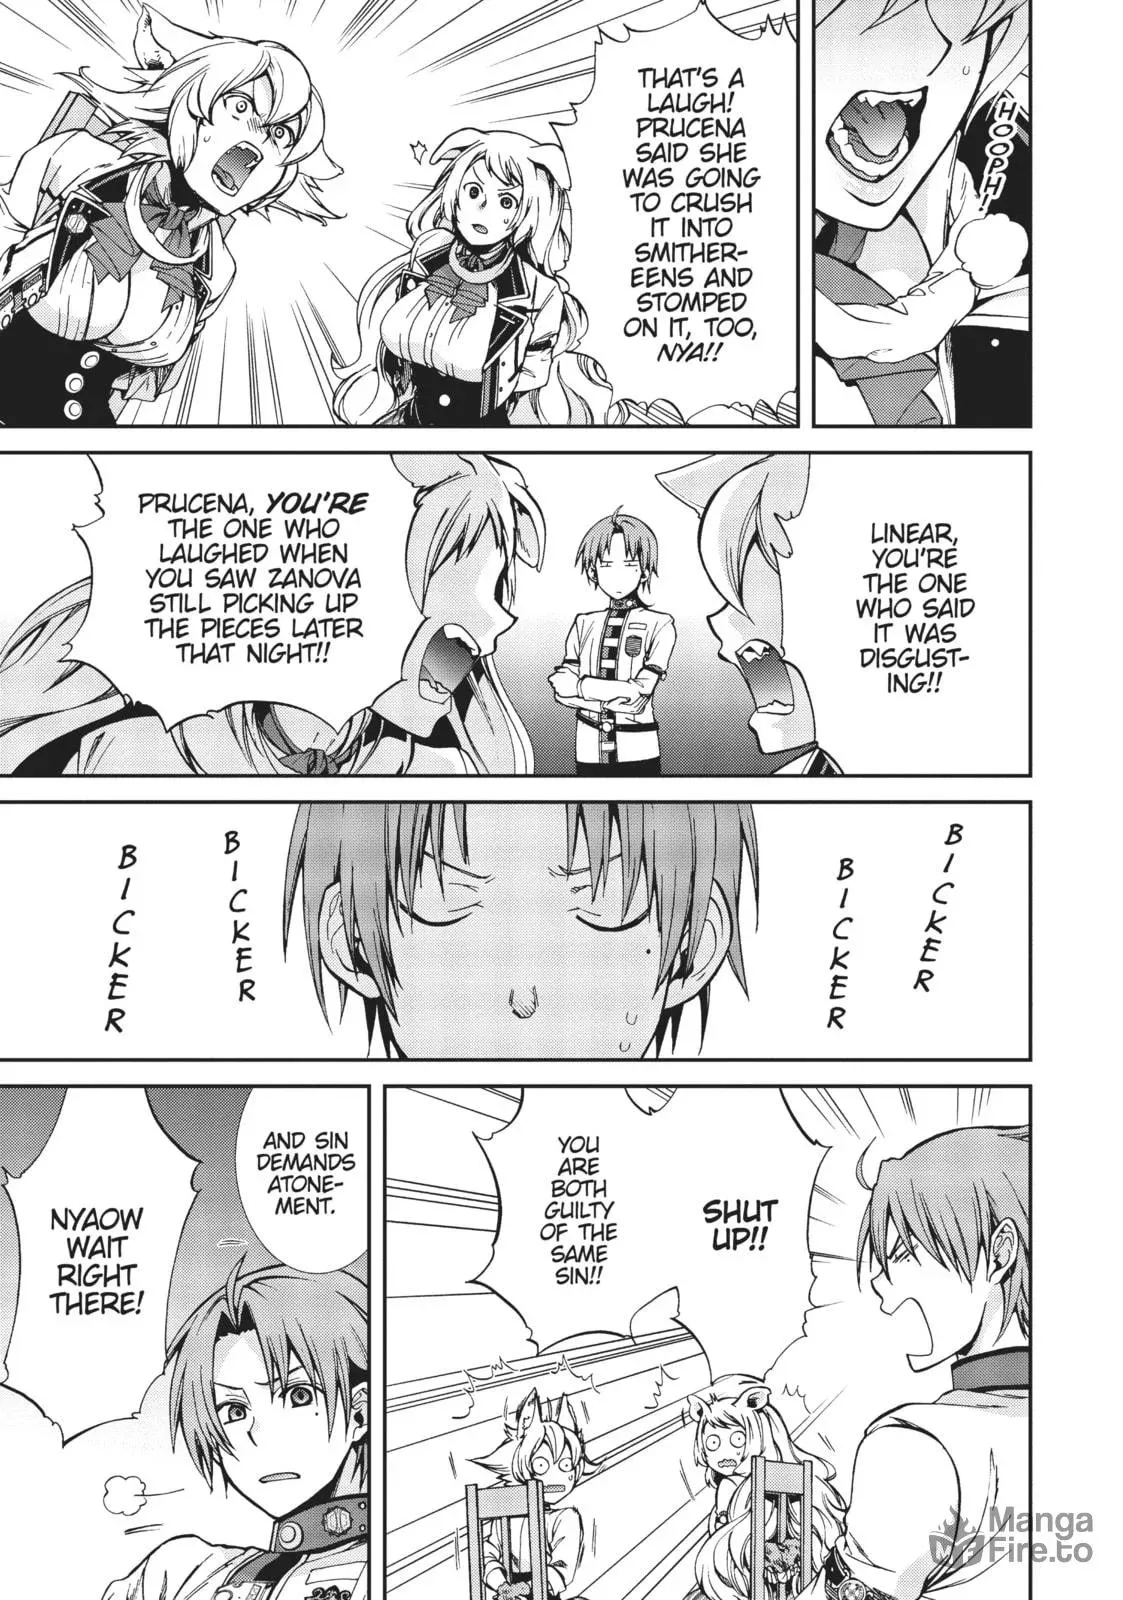 HOOPH!
THAT'S A
LAUGH!
PRUCENA
SAID SHE
WAS GOING
TO CRUSH
IT INTO
SMITHER-
EENS AND
STOMPED
ON IT, TOO,
NYA!!
LINEAR,
YOU'RE
THE ONE
WHO SAID
IT WAS
DISGUST-
ING!!
PRUCENA, YOU'RE
THE ONE WHO
LAUGHED WHEN
YOU SAW ZANOVA
STILL PICKING UP
THE PIECES LATER
THAT NIGHT!!
BICKER
BICKER
BICKER
BICKER
SHUT
UP!!
YOU
ARE
BOTH
GUILTY
OF THE
SAME
SIN!!
AND SIN
DEMANDS
ATONE-
MENT.
NYAOW
WAIT
RIGHT
THERE!
Manga
Fire.to